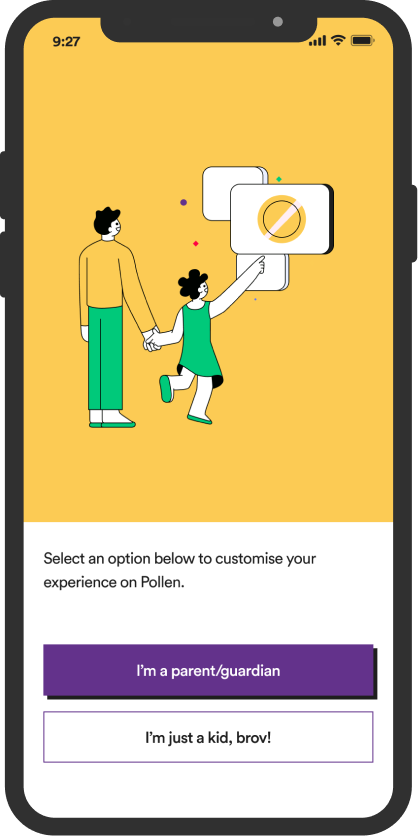 9:27
Select an option below to customise your
experience on Pollen.
I'm a parent/guardian
I'm just a kid, brov!